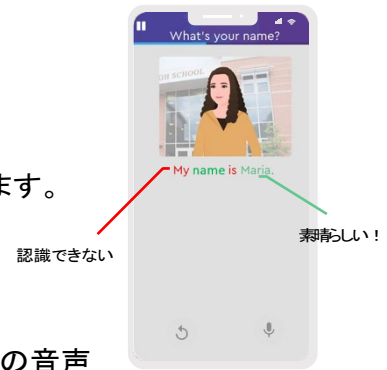 What's your name?
HIGH SCHOOL
My name is Maria.
ます。
認識できない
素晴らしい！
の音声